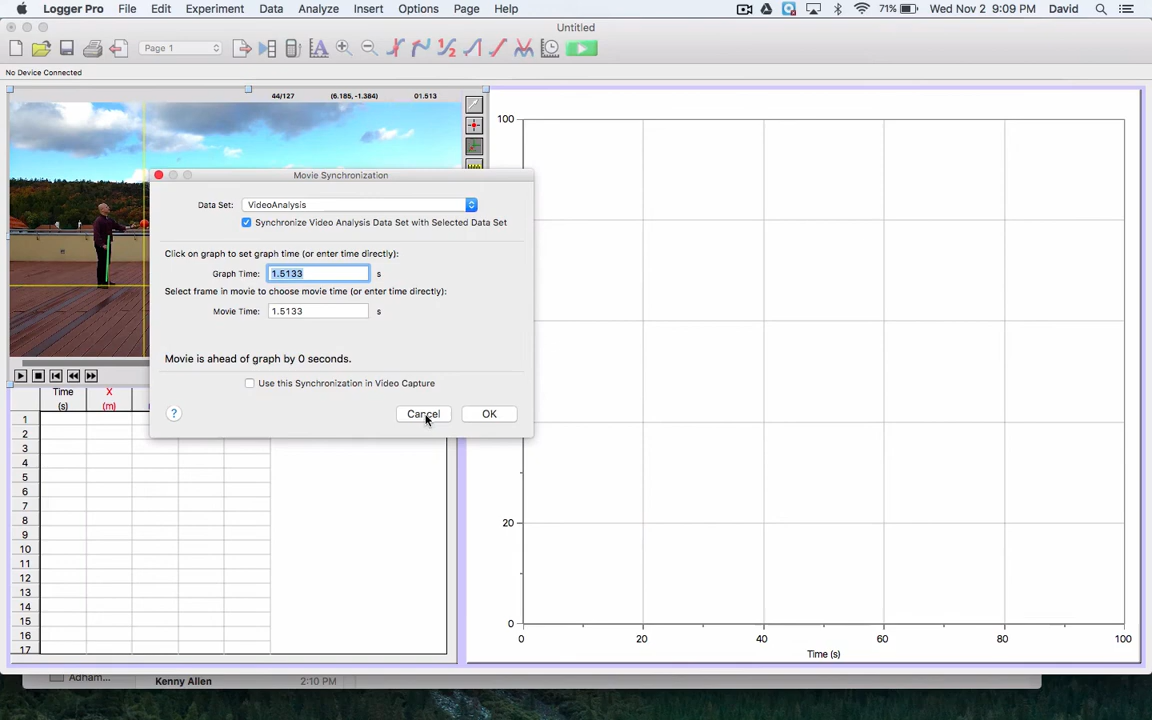 Logger Pro File Edit Experiment Data Analyze Insert Options Page Help 71% Wed Nov 2 9:09 PM David
Untitled
Page 1
No Device Connected
44/127 (6.185, -1.384) 01.513
Movie Synchronization
Data Set: VideoAnalysis
Synchronize Video Analysis Data Set with Selected Data Set
Click on graph to set graph time (or enter time directly):
Graph Time: 1.5133 s
Select frame in movie to choose movie time (or enter time directly):
Movie Time: 1.5133 s
Movie is ahead of graph by 0 seconds.
Use this Synchronization in Video Capture
? Cancel OK
Time X
(s) (m)
1
2
3
4
5
6
7
8
9
10
11
12
13
14
15
16
17
100
20
0
0 20 40 60 80 100
Time (s)
Adham...
Kenny Allen 2:10 PM